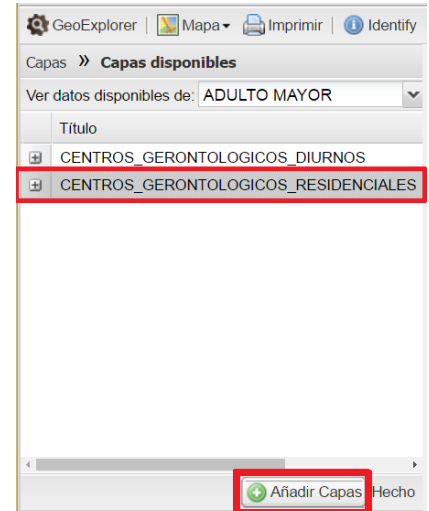 GeoExplorer | Mapa Imprimir | Identify
Capas » Capas disponibles
Ver datos disponibles de: ADULTO MAYOR
Título
CENTROS_GERONTOLOGICOS_DIURNOS
CENTROS_GERONTOLOGICOS_RESIDENCIALES
Añadir Capas Hecho